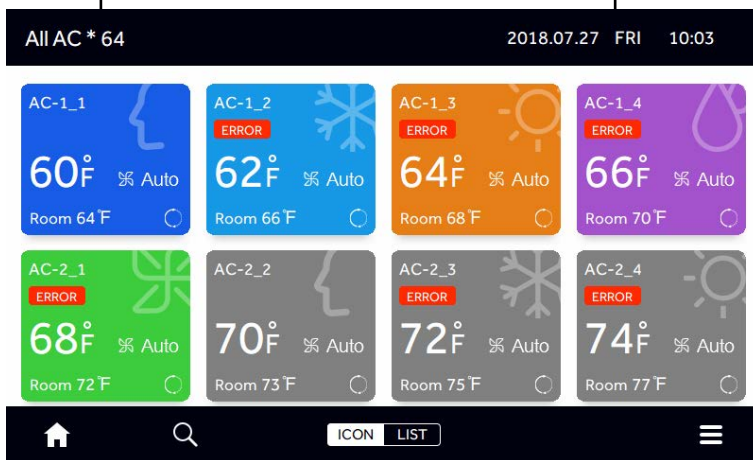 All AC * 64 2018.07.27 FRI 10:03
AC-1_1 AC-1_2 AC-1_3 AC-1_4
ERROR ERROR ERROR
60°F Auto 62°F Auto 64°F Auto 66°F Auto
Room 64°F Room 66°F Room 68°F Room 70°F
AC-2_1 AC-2_2 AC-2_3 AC-2_4
ERROR ERROR ERROR
68°F Auto 70°F Auto 72°F Auto 74°F Auto
Room 72°F Room 73°F Room 75°F Room 77°F
ICON LIST